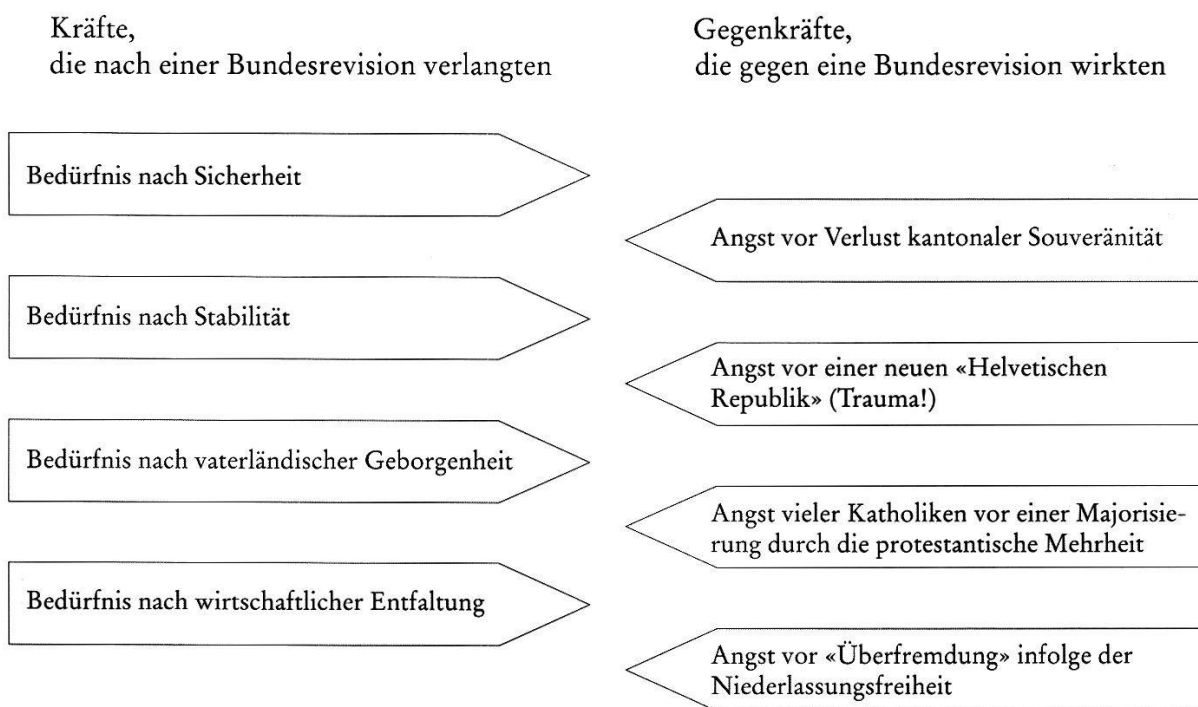 Kräfte,
die nach einer Bundesrevision verlangten
Gegenkräfte,
die gegen eine Bundesrevision wirkten
Bedürfnis nach Sicherheit
Angst vor Verlust kantonaler Souveränität
Bedürfnis nach Stabilität
Angst vor einer neuen «Helvetischen
Republik» (Trauma!)
Bedürfnis nach vaterländischer Geborgenheit
Angst vieler Katholiken vor einer Majorisie-
rung durch die protestantische Mehrheit
Bedürfnis nach wirtschaftlicher Entfaltung
Angst vor «Überfremdung» infolge der
Niederlassungsfreiheit